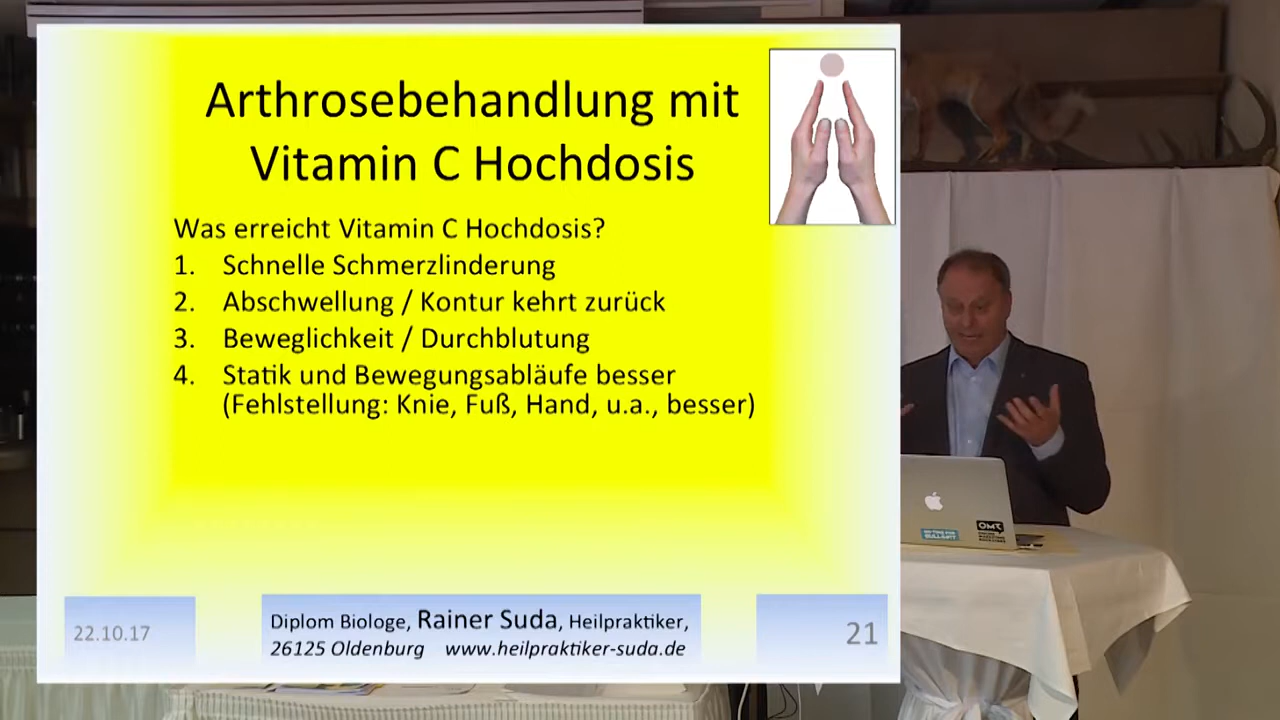 Arthrosebehandlung mit
Vitamin C Hochdosis
Was erreicht Vitamin C Hochdosis?
1. Schnelle Schmerzlinderung
2. Abschwellung / Kontur kehrt zurück
3. Beweglichkeit / Durchblutung
4. Statik und Bewegungsabläufe besser
(Fehlstellung: Knie, Fuß, Hand, u.a., besser)
22.10.17
Diplom Biologe, Rainer Suda, Heilpraktiker,
26125 Oldenburg www.heilpraktiker-suda.de
21
OMR